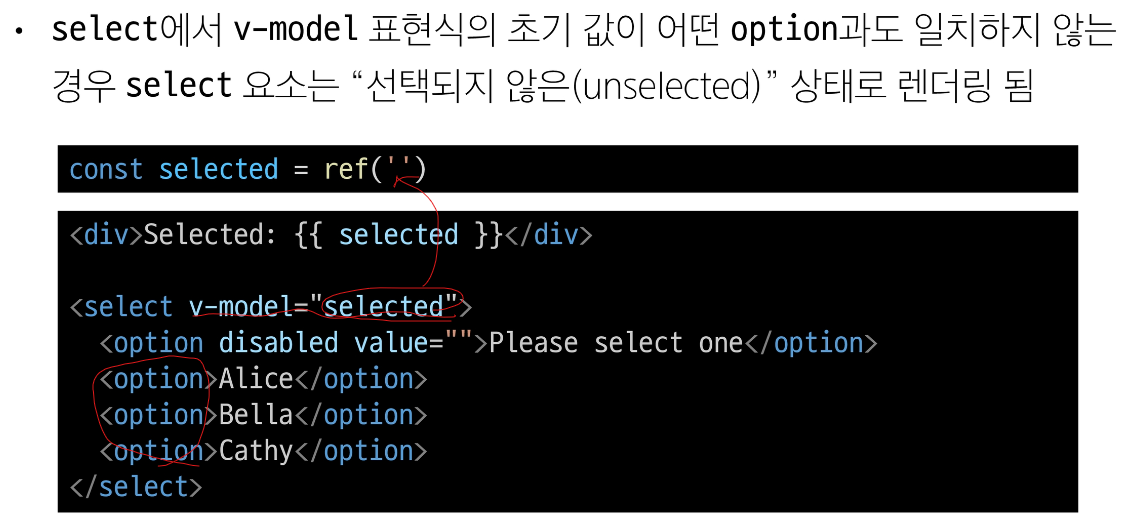 • select에서 v-model 표현식의 초기 값이 어떤 option과도 일치하지 않는
경우 select 요소는 “선택되지 않은(unselected)” 상태로 렌더링 됨
const selected = ref('')
<div>Selected: {{ selected }}</div>
<select v-model="selected">
<option disabled value="">Please select one</option>
<option>Alice</option>
<option>Bella</option>
<option>Cathy</option>
</select>